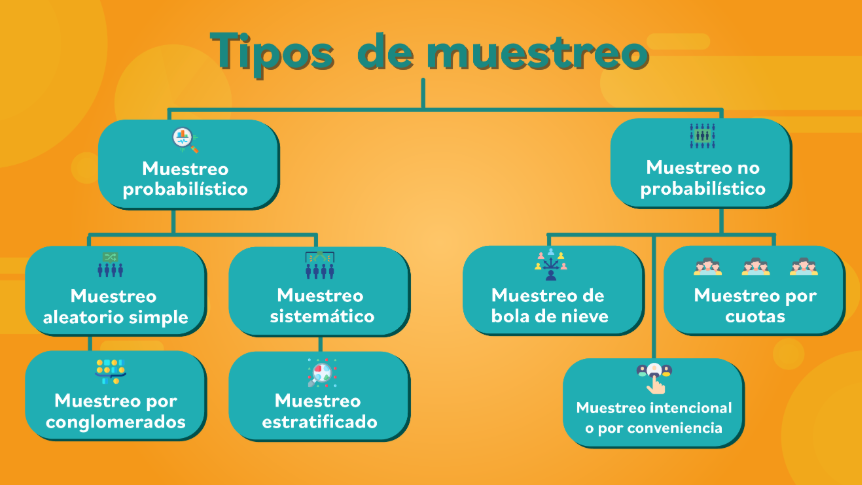 Tipos de muestreo
Muestreo
probabilístico
Muestreo no
probabilístico
Muestreo
aleatorio simple
Muestreo
sistemático
Muestreo de
bola de nieve
Muestreo por
cuotas
Muestreo por
conglomerados
Muestreo
estratificado
Muestreo intencional
o por conveniencia